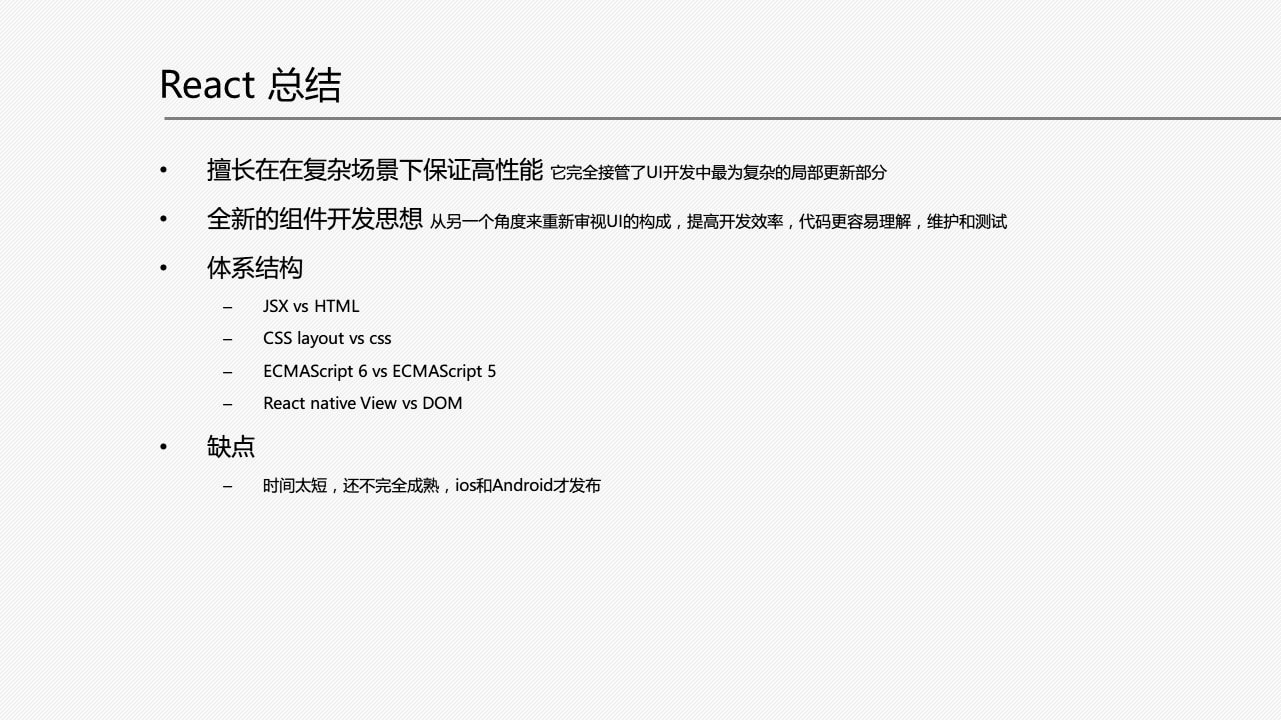 React 总结
• 擅长在在复杂场景下保证高性能 它完全接管了UI开发中最为复杂的局部更新部分
• 全新的组件开发思想 从另一个角度来重新审视UI的构成，提高开发效率，代码更容易理解，维护和测试
• 体系结构
– JSX vs HTML
– CSS layout vs css
– ECMAScript 6 vs ECMAScript 5
– React native View vs DOM
• 缺点
– 时间太短，还不完全成熟，ios和Android才发布